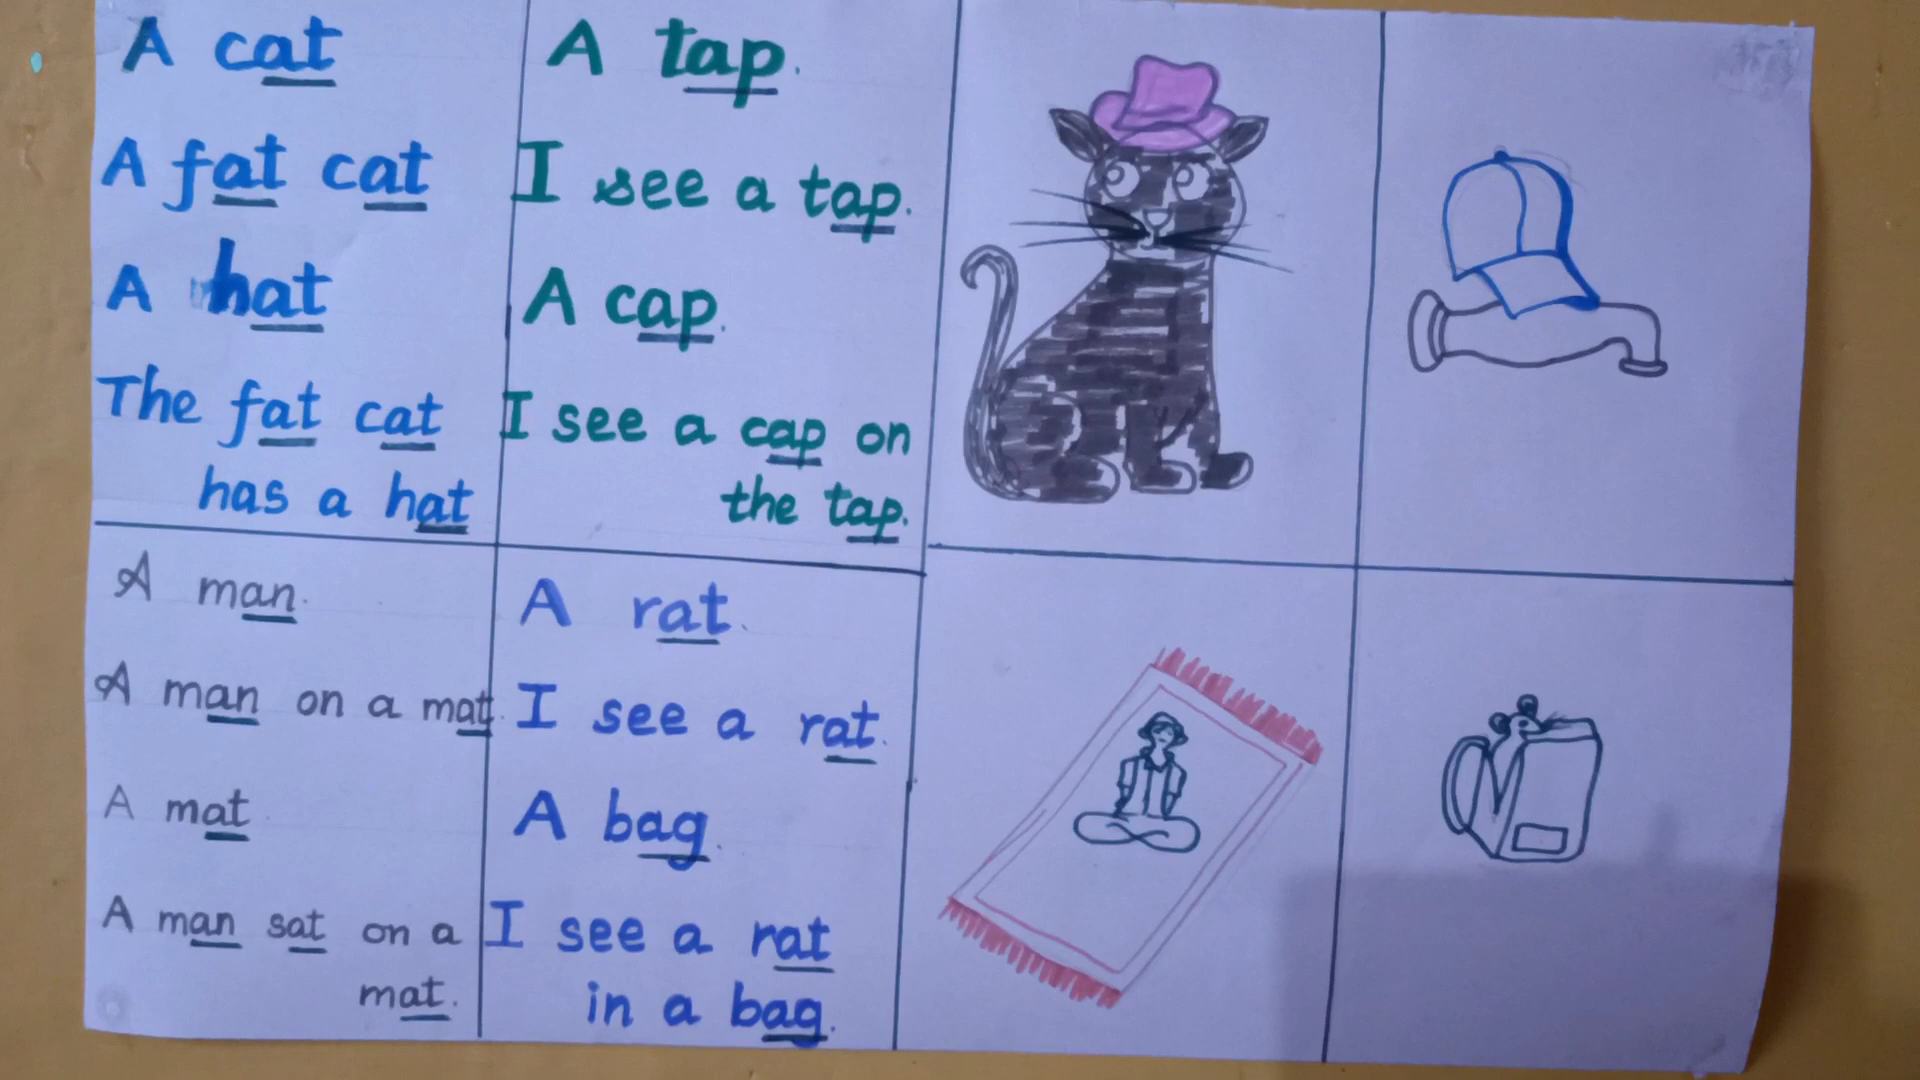 A cat
A fat cat
A hat
The fat cat
has a hat
A tap.
I see a tap.
A cap.
I see a cap on
the tap.
A man.
A man on a mat.
A mat
A man sat on a
mat.
A rat.
I see a rat.
A bag.
I see a rat
in a bag.